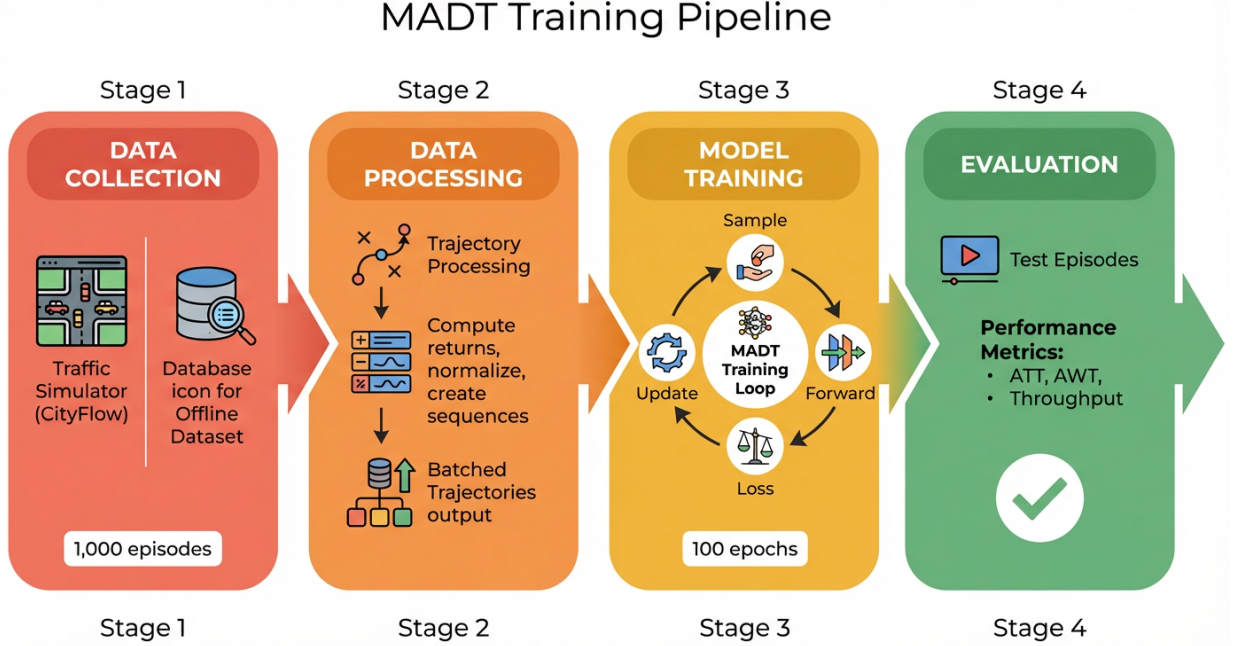 MADT Training Pipeline
Stage 1
Stage 2
Stage 3
Stage 4
DATA
COLLECTION
Traffic
Simulator
(CityFlow)
Database
icon for
Offline
Dataset
1,000 episodes
DATA
PROCESSING
Trajectory
Processing
Compute
returns,
normalize,
create
sequences
Batched
Trajectories
output
MODEL
TRAINING
Sample
MADT
Training
Loop
Update
Forward
Loss
100 epochs
EVALUATION
Test Episodes
Performance
Metrics:
• ATT, AWT,
• Throughput
Stage 1
Stage 2
Stage 3
Stage 4